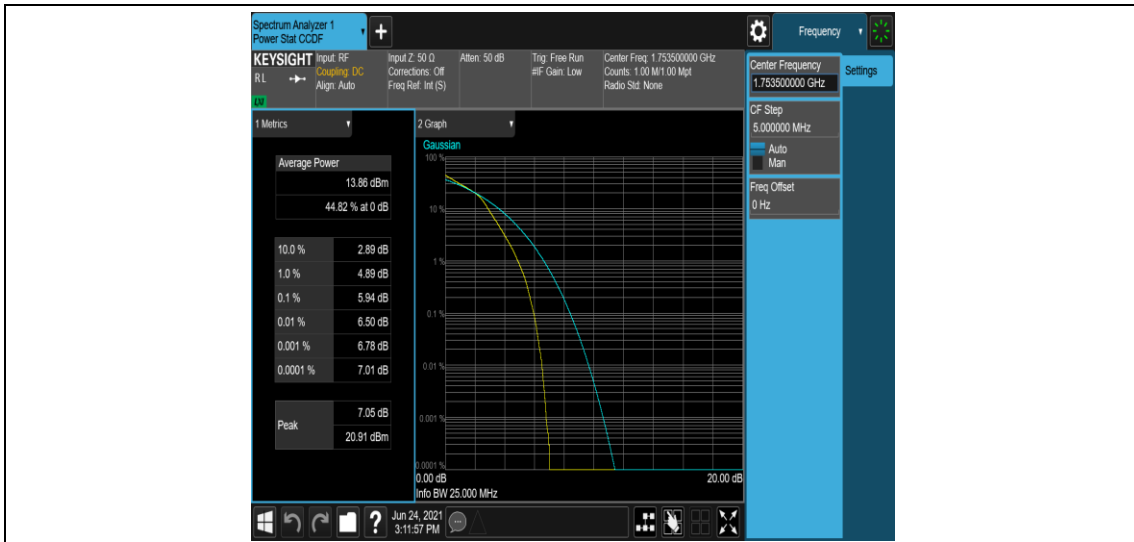 Spectrum Analyzer 1
Power Stat CCDF
+
Frequency
KEYSIGHT
RL
LXI
Input: RF
Coupling: DC
Align: Auto
Input Z: 50 Ω
Corrections: Off
Freq Ref: Int (S)
Atten: 50 dB
Trig: Free Run
#IF Gain: Low
Center Freq: 1.753500000 GHz
Counts: 1.00 M/1.00 Mpt
Radio Std: None
Center Frequency
1.753500000 GHz
Settings
CF Step
5.000000 MHz
Auto
Man
Freq Offset
0 Hz
1 Metrics
Average Power
13.86 dBm
44.82 % at 0 dB
10.0 % 2.89 dB
1.0 % 4.89 dB
0.1 % 5.94 dB
0.01 % 6.50 dB
0.001 % 6.78 dB
0.0001 % 7.01 dB
Peak
7.05 dB
20.91 dBm
2 Graph
Gaussian
100 %
10 %
1 %
0.1 %
0.01 %
0.001 %
0.0001 %
0.00 dB 20.00 dB
Info BW 25.000 MHz
?
Jun 24, 2021
3:11:57 PM